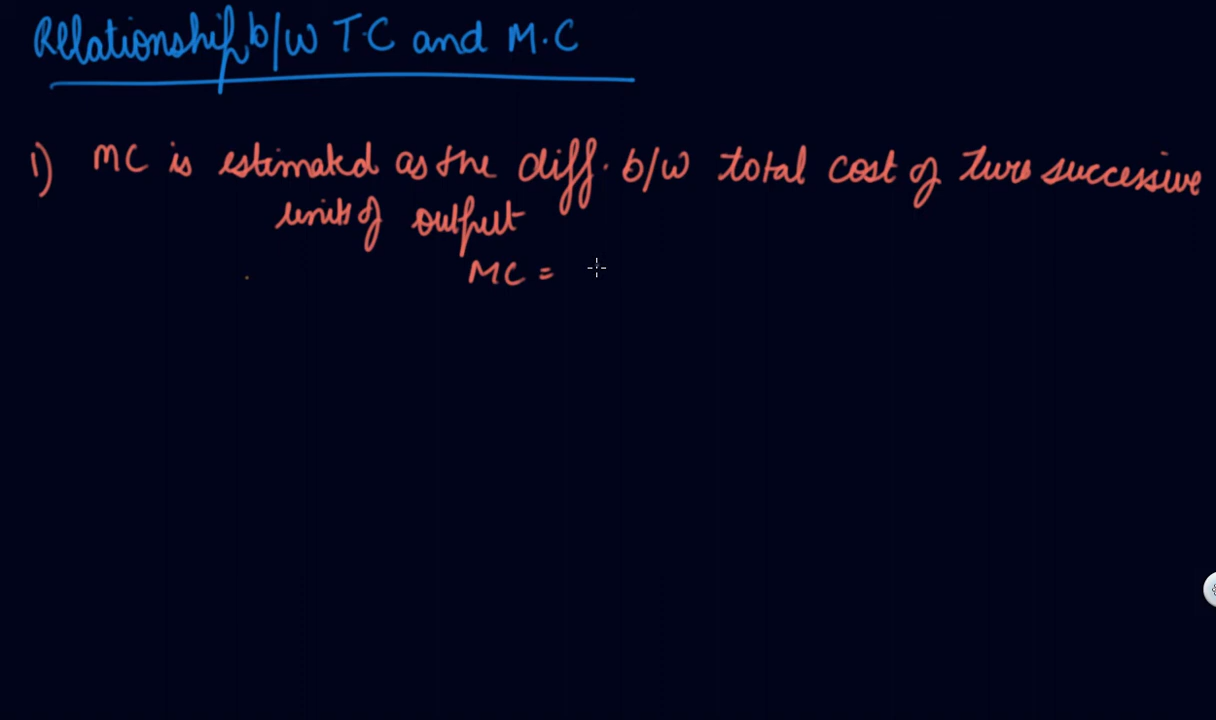 Relationship b/w T.C and M.C
1) MC is estimated as the diff. b/w total cost of two successive
units of output
MC =